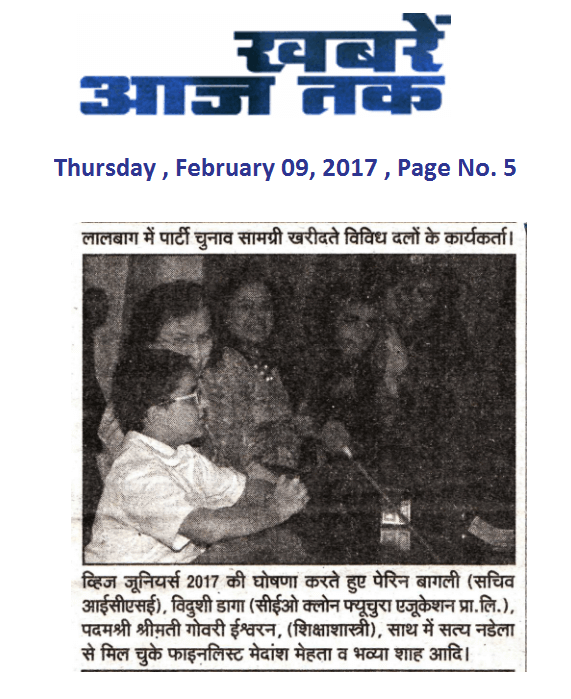 खबरें
आज तक
Thursday , February 09, 2017 , Page No. 5
लालबाग में पार्टी चुनाव सामग्री खरीदते विविध दलों के कार्यकर्ता।
व्हिज जूनियर्स 2017 की घोषणा करते हुए पेरिन बागली (सचिव
आईसीएसई), विदुशी डागा (सीईओ क्लोन फ्यूचुरा एजूकेशन प्रा.लि.),
पदमश्री श्रीमती गोवरी ईश्वरन, (शिक्षाशास्त्री), साथ में सत्य नडेला
से मिल चुके फाइनलिस्ट मेदांश मेहता व भव्या शाह आदि।